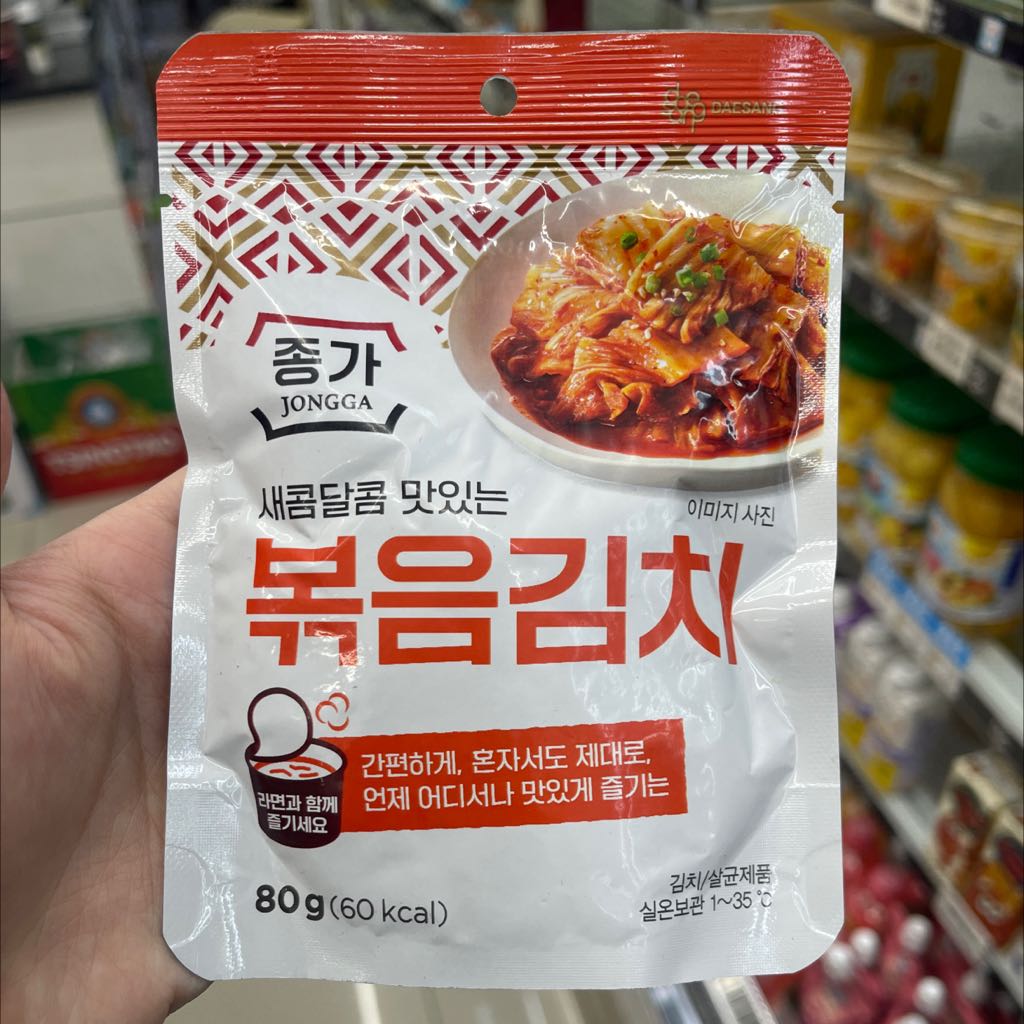 DAESANG
종가
JONGGA
새콤달콤 맛있는
이미지 사진
볶음김치
간편하게, 혼자서도 제대로,
언제 어디서나 맛있게 즐기는
라면과 함께
즐기세요
80 g (60 kcal)
김치/살균제품
실온보관 1~35 ℃